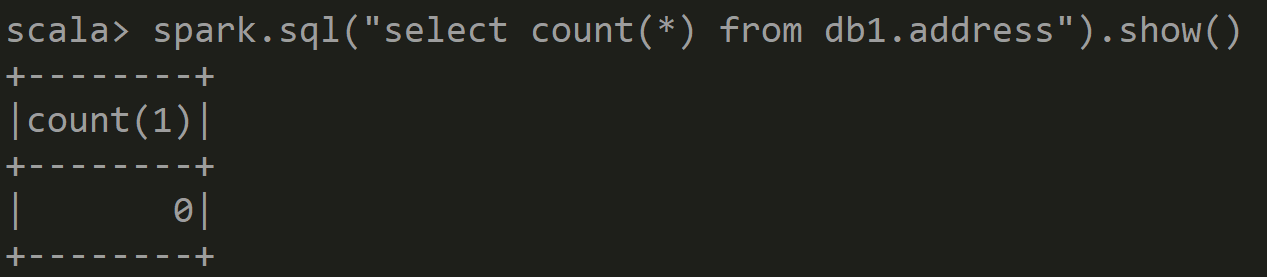 scala> spark.sql("select count(*) from db1.address").show()
+--------+
|count(1)|
+--------+
|       0|
+--------+